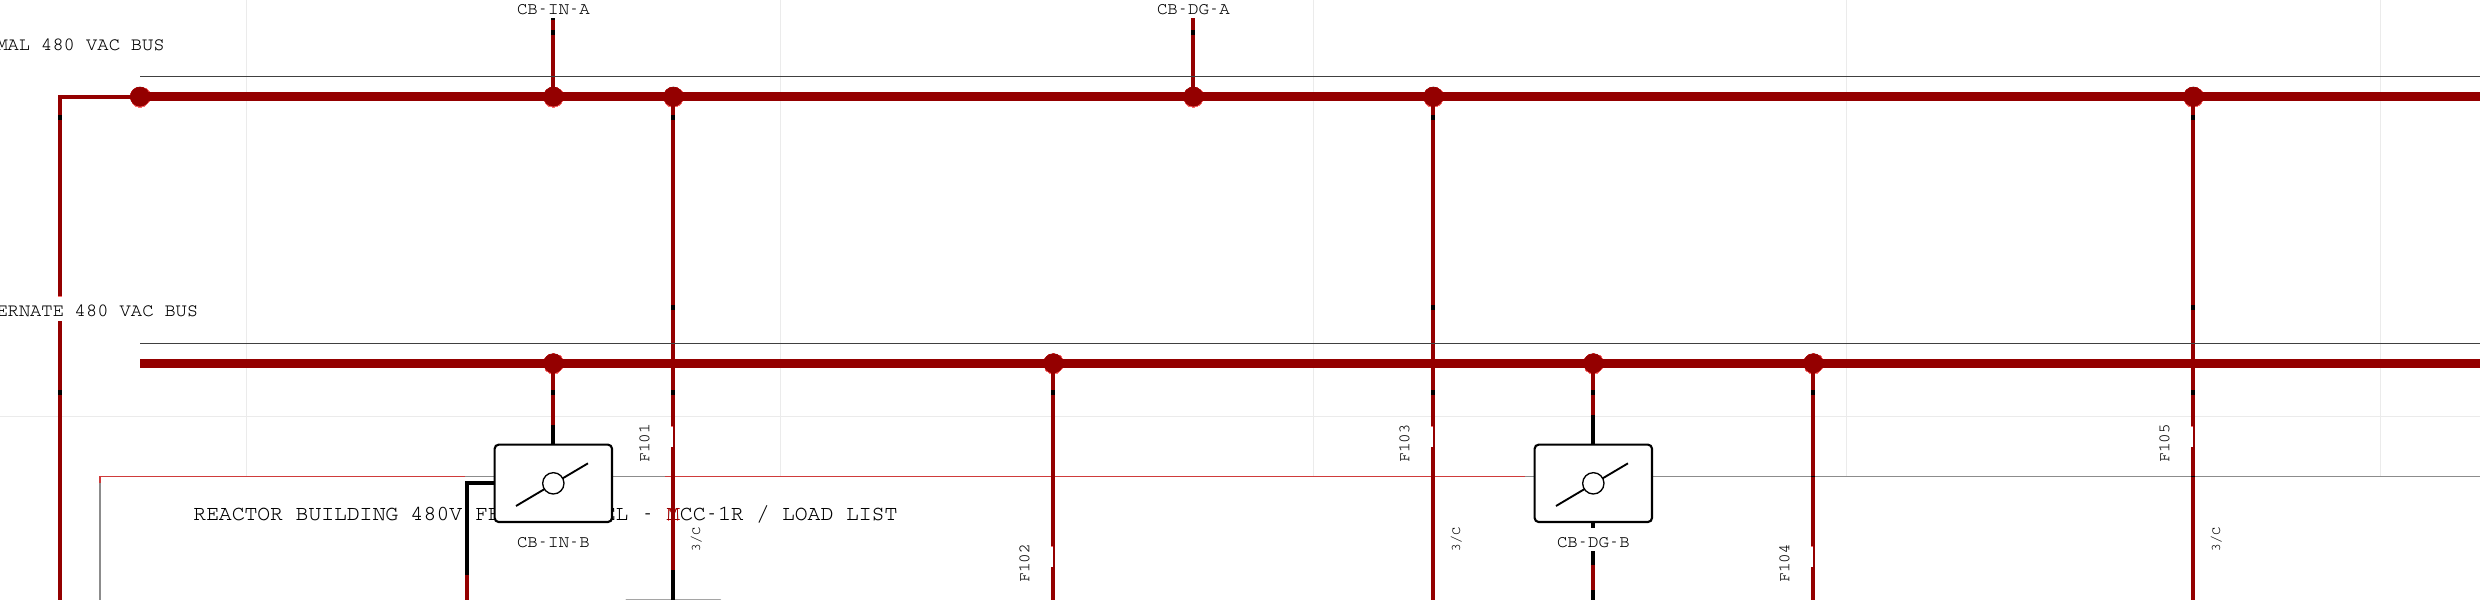 CB-IN-A
CB-DG-A
MAL 480 VAC BUS
ERNATE 480 VAC BUS
F101
F103
F105
REACTOR BUILDING 480V - MCC-1R / LOAD LIST
CB-IN-B
3/C
3/C
CB-DG-B
3/C
F102
F104